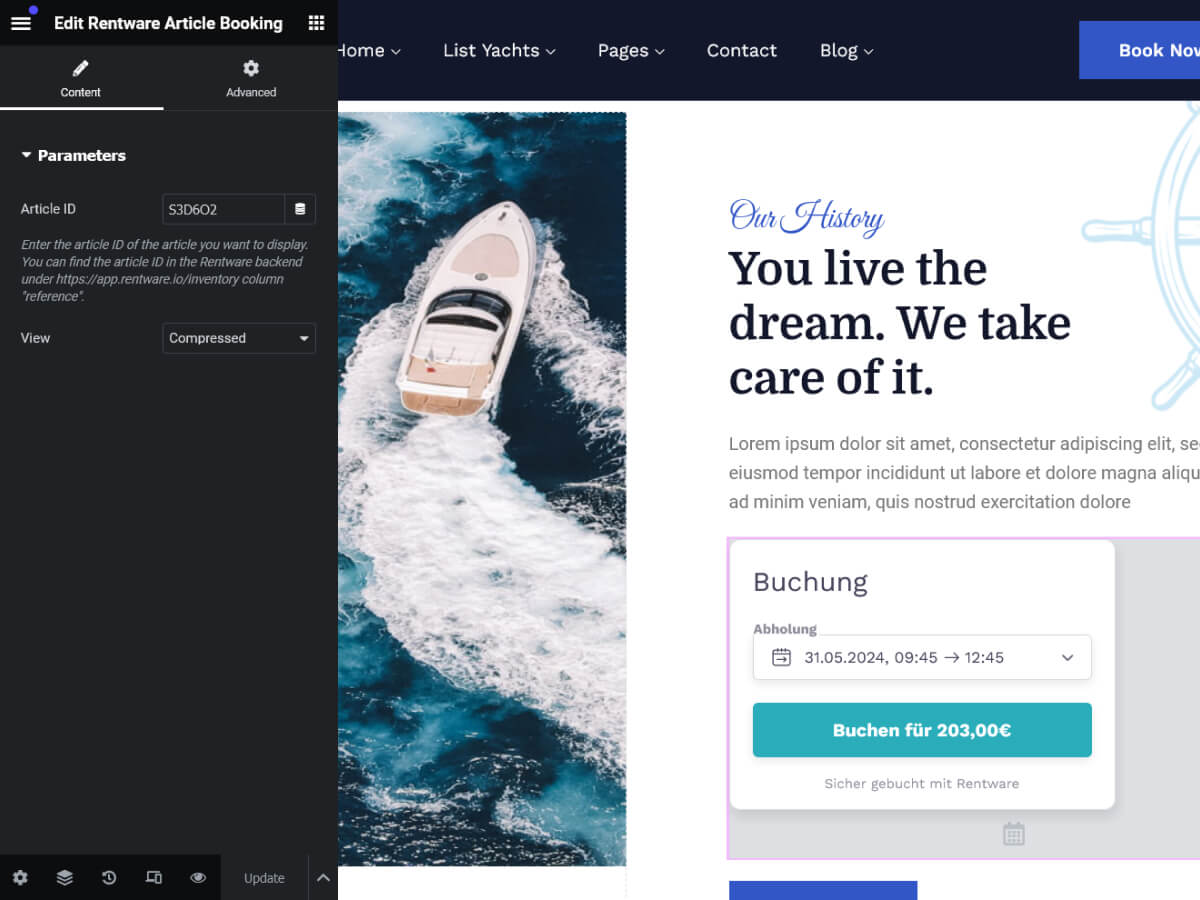 Edit Rentware Article Booking
Content
Advanced
Parameters
Article ID
S3D6O2
Enter the article ID of the article you want to display.
You can find the article ID in the Rentware backend
under https://app.rentware.io/inventory column
"reference".
View
Compressed
Update
Home
List Yachts
Pages
Contact
Blog
Book Now
Our History
You live the
dream. We take
care of it.
Lorem ipsum dolor sit amet, consectetur adipiscing elit, se
eiusmod tempor incididunt ut labore et dolore magna aliqu
ad minim veniam, quis nostrud exercitation dolore
Buchung
Abholung
31.05.2024, 09:45 → 12:45
Buchen für 203,00€
Sicher gebucht mit Rentware